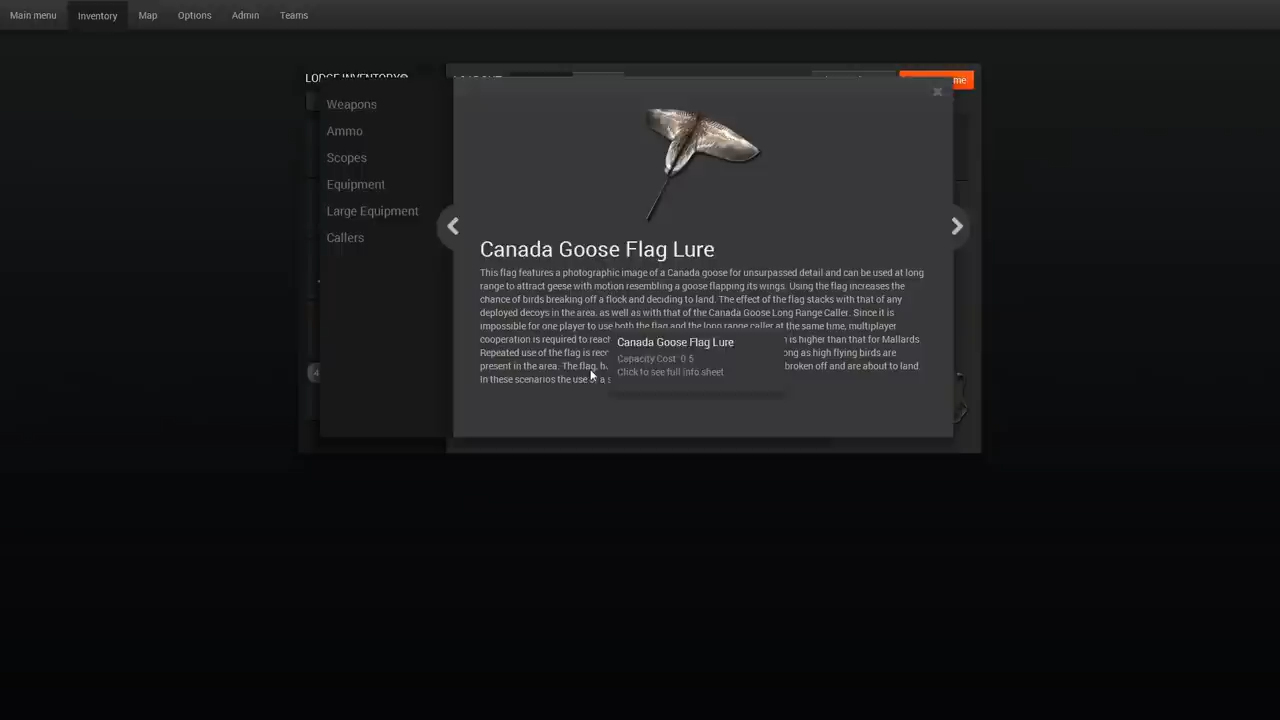 Main menu Inventory Map Options Admin Teams
LODGE INVENTORY
me
Weapons
Ammo
Scopes
Equipment
Large Equipment
Callers
Canada Goose Flag Lure
This flag features a photographic image of a Canada goose for unsurpassed detail and can be used at long
range to attract geese with motion resembling a goose flapping its wings. Using the flag increases the
chance of birds breaking off a flock and deciding to land. The effect of the flag stacks with that of any
deployed decoys in the area, as well as with that of the Canada Goose Long Range Caller. Since it is
impossible for one player to use both the flag and the long range caller at the same time, multiplayer
cooperation is required to reach is higher than that for Mallards
Repeated use of the flag is ong as high flying birds are
present in the area. The flag broken off and are about to land.
In these scenarios the use of a s
Canada Goose Flag Lure
Capacity Cost: 0.5
Click to see full info sheet
4